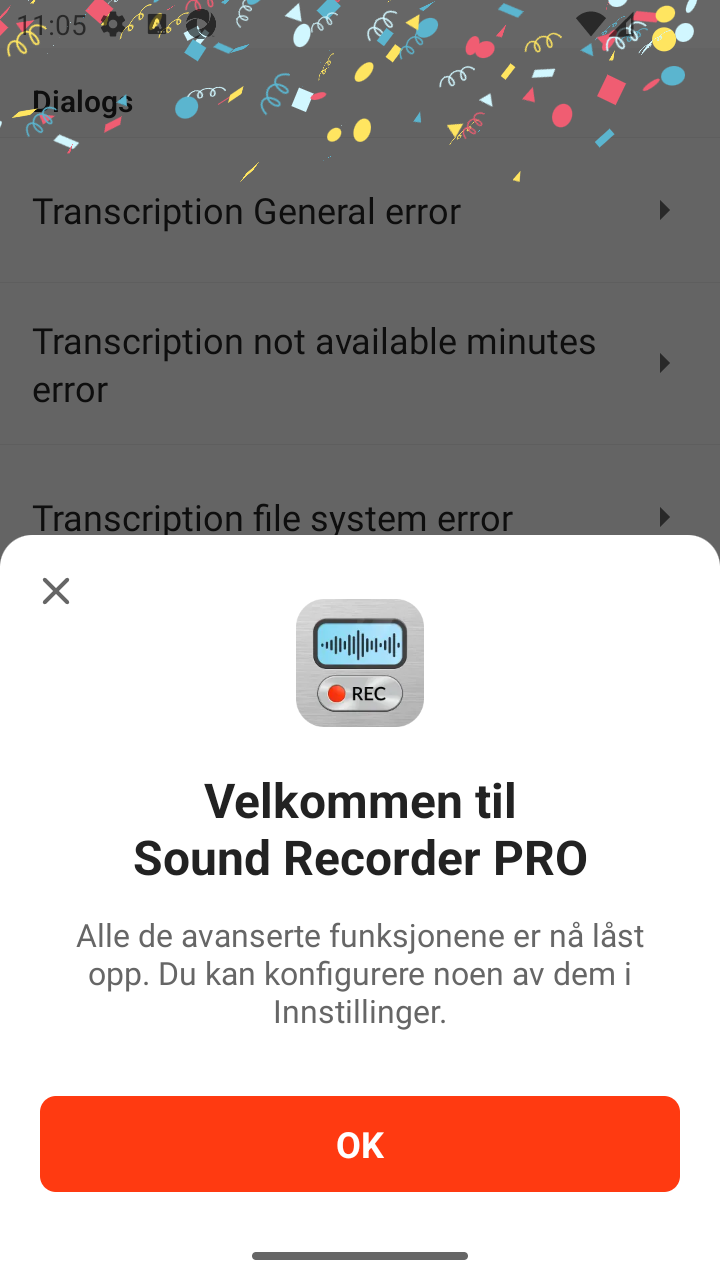 11:05
Dialogs
Transcription General error
Transcription not available minutes
error
Transcription file system error
REC
Velkommen til
Sound Recorder PRO
Alle de avanserte funksjonene er nå låst
opp. Du kan konfigurere noen av dem i
Innstillinger.
OK